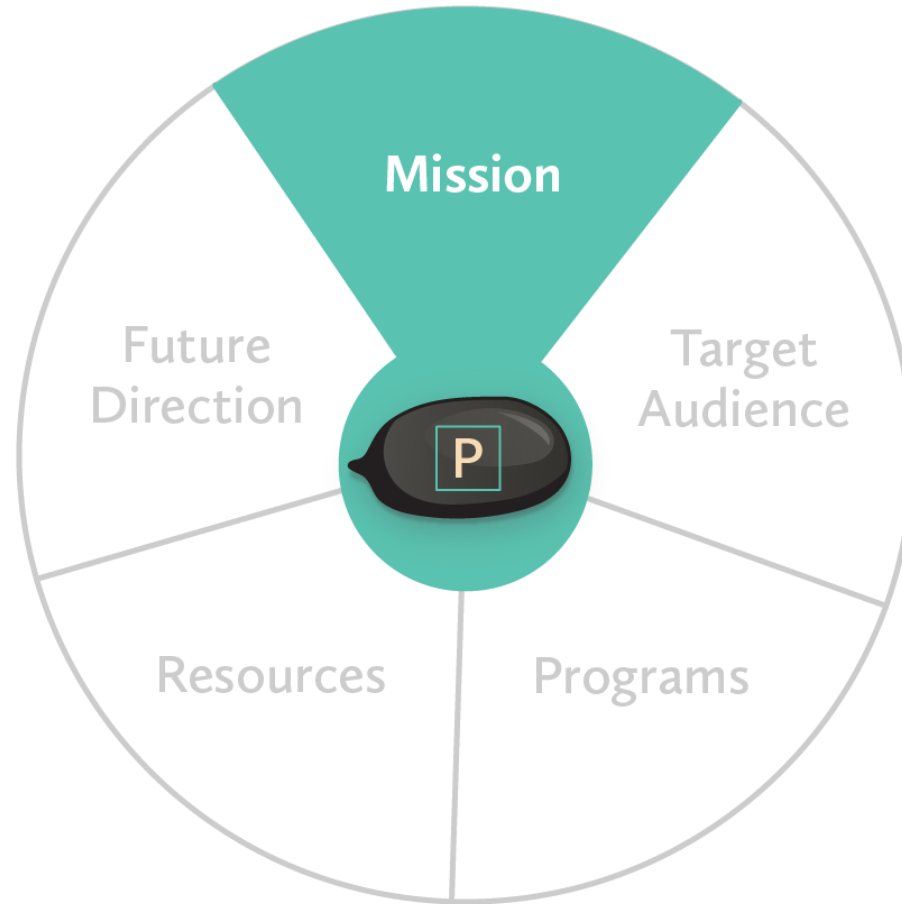 Mission
Target
Audience
Programs
Resources
Future
Direction
P